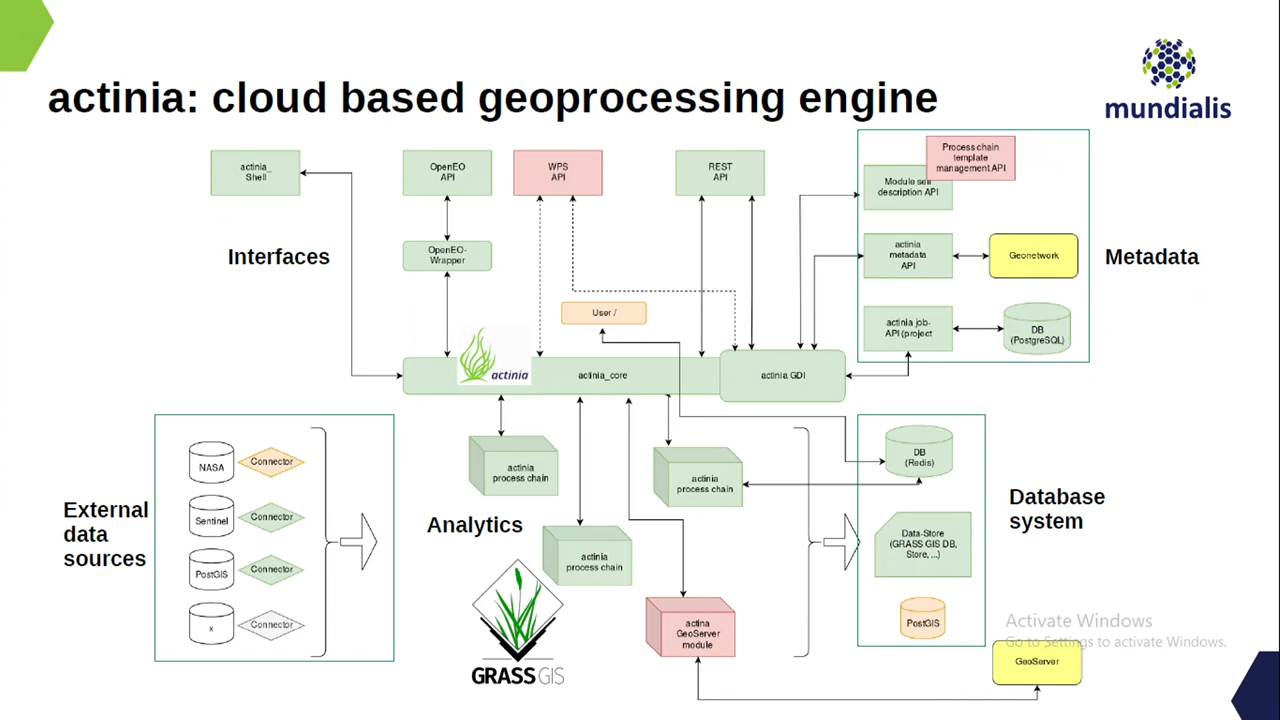 actinia: cloud based geoprocessing engine
mundialis
actinia_
Shell
OpenEO
API
WPS
API
REST
API
Process chain
template
management API
Module self
description API
Interfaces
OpenEO-
Wrapper
actinia
metadata
API
Geonetwork
Metadata
User /
actinia job-
API (project
DB
(PostgreSQL)
actinia
actinia_core
actinia GDI
External
data
sources
NASA
Connector
Sentinel
Connector
PostGIS
Connector
x
Connector
Analytics
actinia
process chain
actinia
process chain
actinia
process chain
actina
GeoServer
module
GRASS GIS
DB
(Redis)
Data-Store
(GRASS GIS DB,
Store, ...)
PostGIS
Database
system
Activate Windows
Go to Settings to activate Windows.
GeoServer